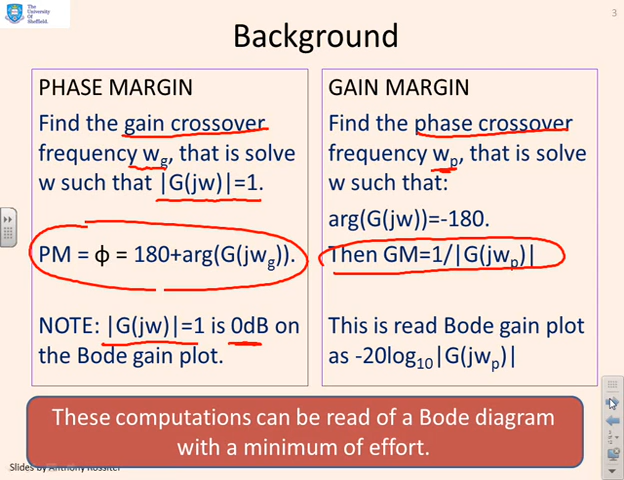 The
University
Of
Sheffield.
3
Background
PHASE MARGIN
Find the gain crossover
frequency wg, that is solve
w such that |G(jw)|=1.
PM = ϕ = 180+arg(G(jwg)).
NOTE: |G(jw)|=1 is 0dB on
the Bode gain plot.
GAIN MARGIN
Find the phase crossover
frequency wp, that is solve
w such that:
arg(G(jw))=-180.
Then GM=1/|G(jwp)|
This is read Bode gain plot
as -20log10|G(jwp)|
These computations can be read of a Bode diagram
with a minimum of effort.
Slides by Anthony Rossiter